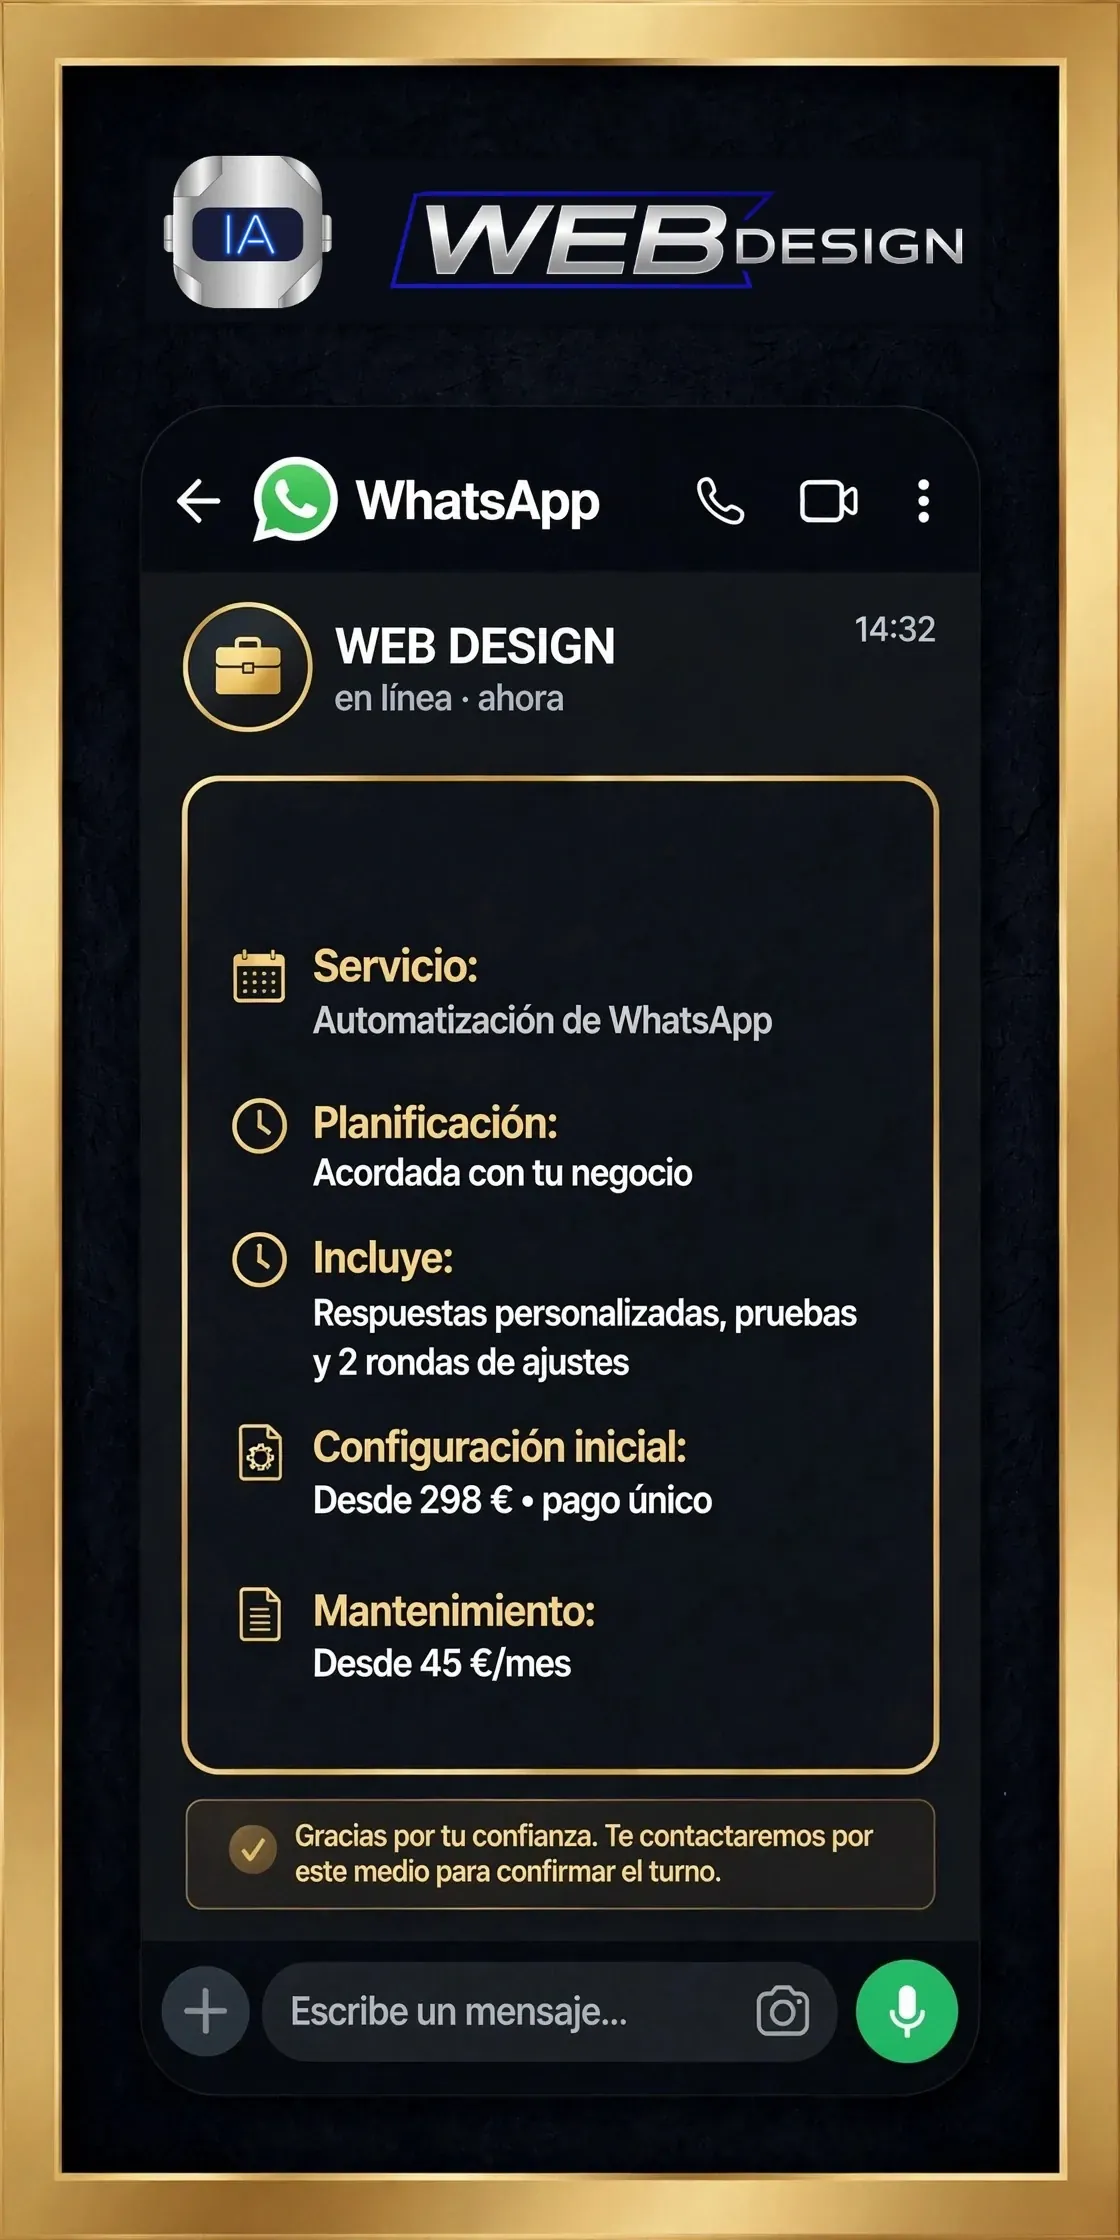 IA
WEB DESIGN
WhatsApp
WEB DESIGN
14:32
en línea · ahora
Servicio:
Automatización de WhatsApp
Planificación:
Acordada con tu negocio
Incluye:
Respuestas personalizadas, pruebas
y 2 rondas de ajustes
Configuración inicial:
Desde 298 € • pago único
Mantenimiento:
Desde 45 €/mes
Gracias por tu confianza. Te contactaremos por
este medio para confirmar el turno.
Escribe un mensaje...